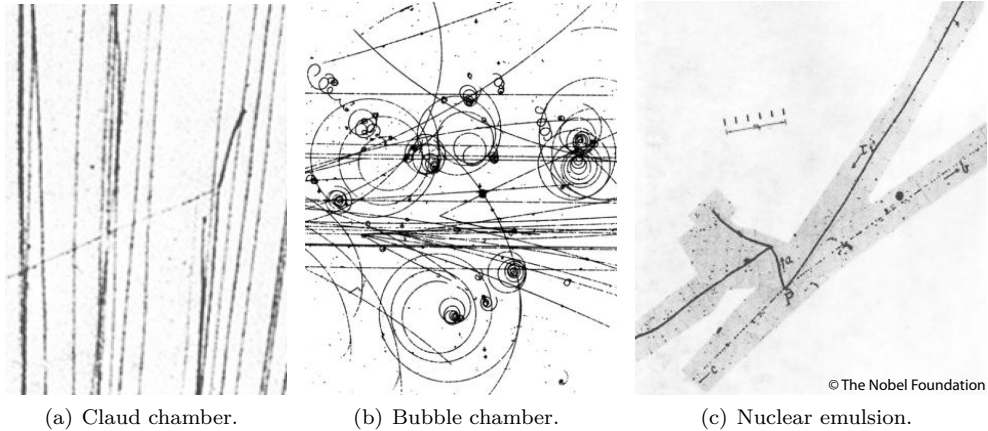 © The Nobel Foundation
(a) Claud chamber.
(b) Bubble chamber.
(c) Nuclear emulsion.